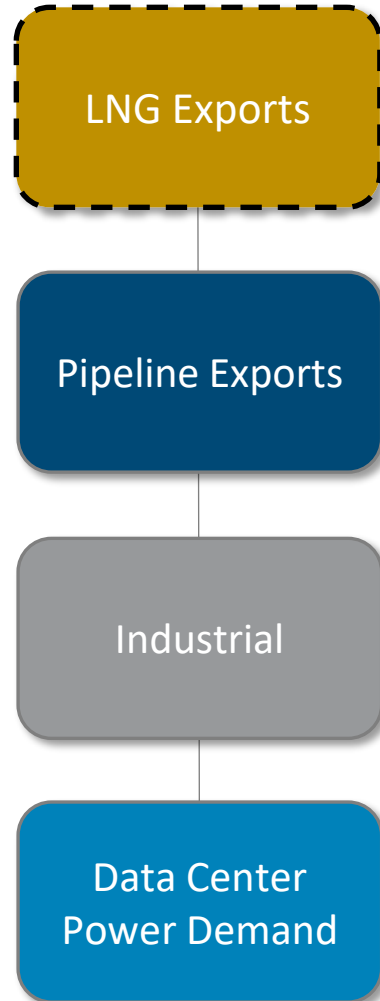 LNG Exports
Pipeline Exports
Industrial
Data Center
Power Demand